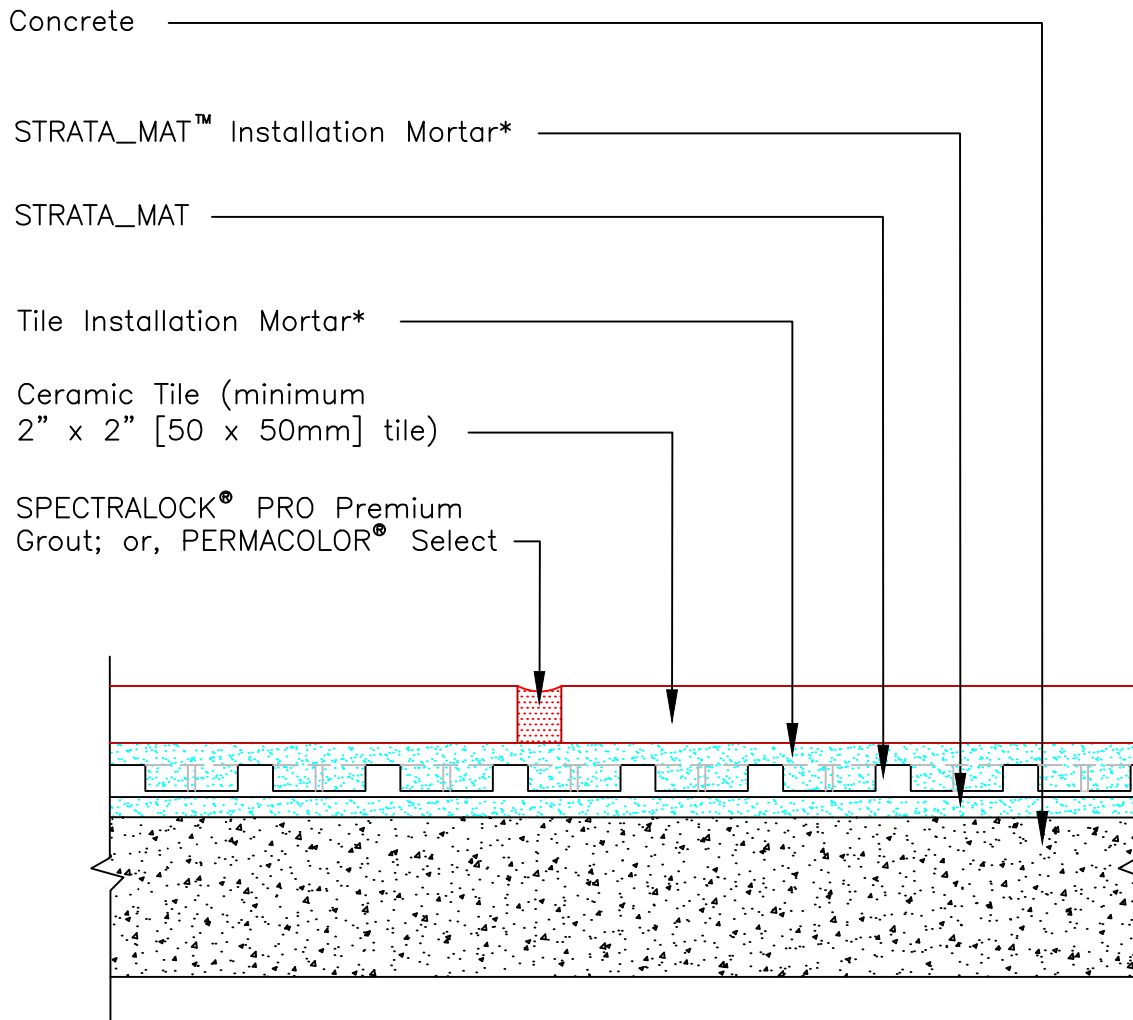 Concrete
STRATA_MAT™ Installation Mortar*
STRATA_MAT
Tile Installation Mortar*
Ceramic Tile (minimum
2” x 2” [50 x 50mm] tile)
SPECTRALOCK® PRO Premium
Grout; or, PERMACOLOR® Select